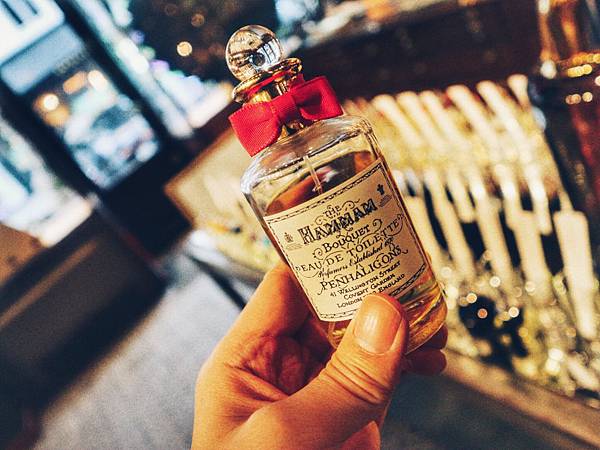 THE
HAMMAM
BOUQUET
EAU DE TOILETTE
Perfumers Established 1870
PENHALIGON'S
41 WELLINGTON STREET
COVENT GARDEN
LONDON ENGLAND